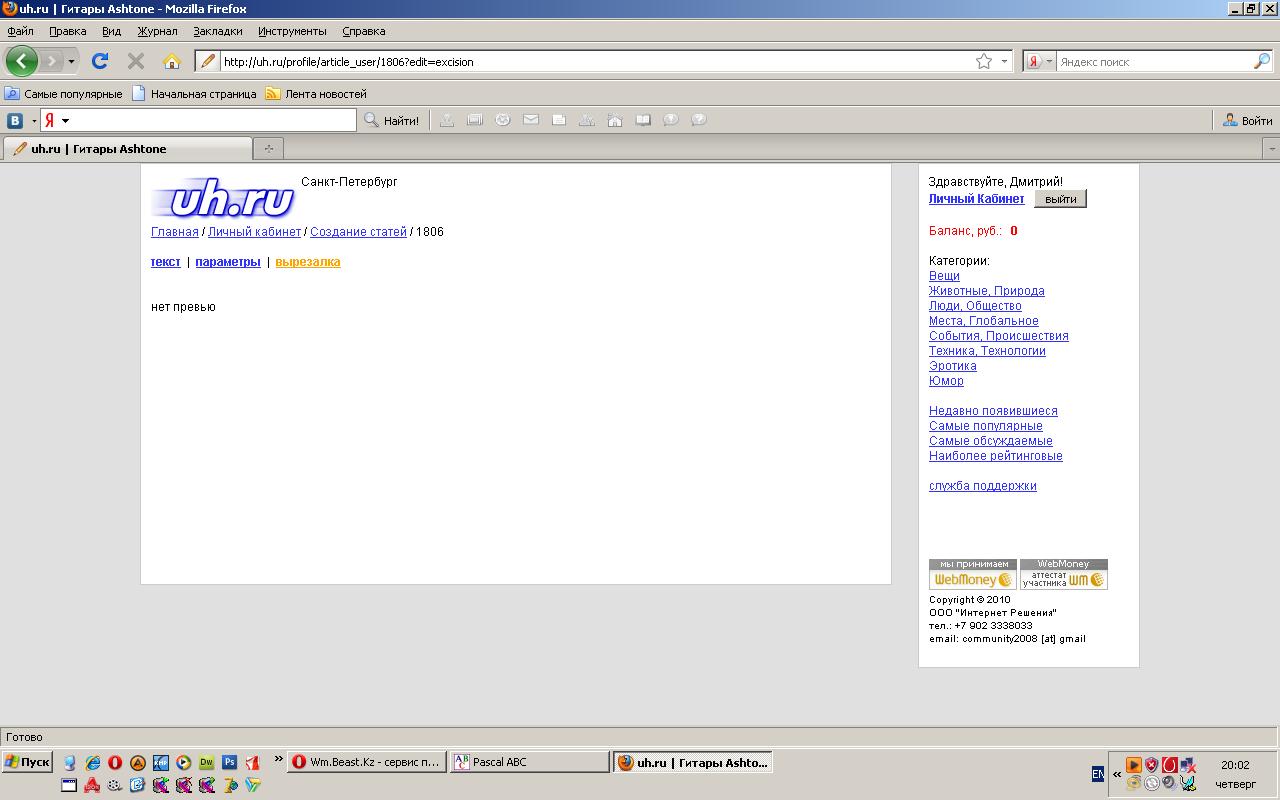 uh.ru | Гитары Ashtone - Mozilla Firefox
Файл Правка Вид Журнал Закладки Инструменты Справка
http://uh.ru/profile/article_user/1806?edit=excision
Яндекс поиск
Самые популярные Начальная страница Лента новостей
В Я Найти! Войти
uh.ru | Гитары Ashtone
uh.ru
Санкт-Петербург
Главная / Личный кабинет / Создание статей / 1806
текст | параметры | вырезалка
нет превью
Здравствуйте, Дмитрий!
Личный Кабинет выйти
Баланс, руб.: 0
Категории:
Вещи
Животные, Природа
Люди, Общество
Места, Глобальное
События, Происшествия
Техника, Технологии
Эротика
Юмор
Недавно появившиеся
Самые популярные
Самые обсуждаемые
Наиболее рейтинговые
служба поддержки
мы принимаем
WebMoney
WebMoney
аттестат
участника WM
Copyright © 2010
ООО "Интернет Решения"
тел.: +7 902 3338033
email: community2008 [at] gmail
Готово
Пуск
Wm.Beast.Kz - сервис п...
Pascal ABC
uh.ru | Гитары Ashto...
EN
20:02
четверг